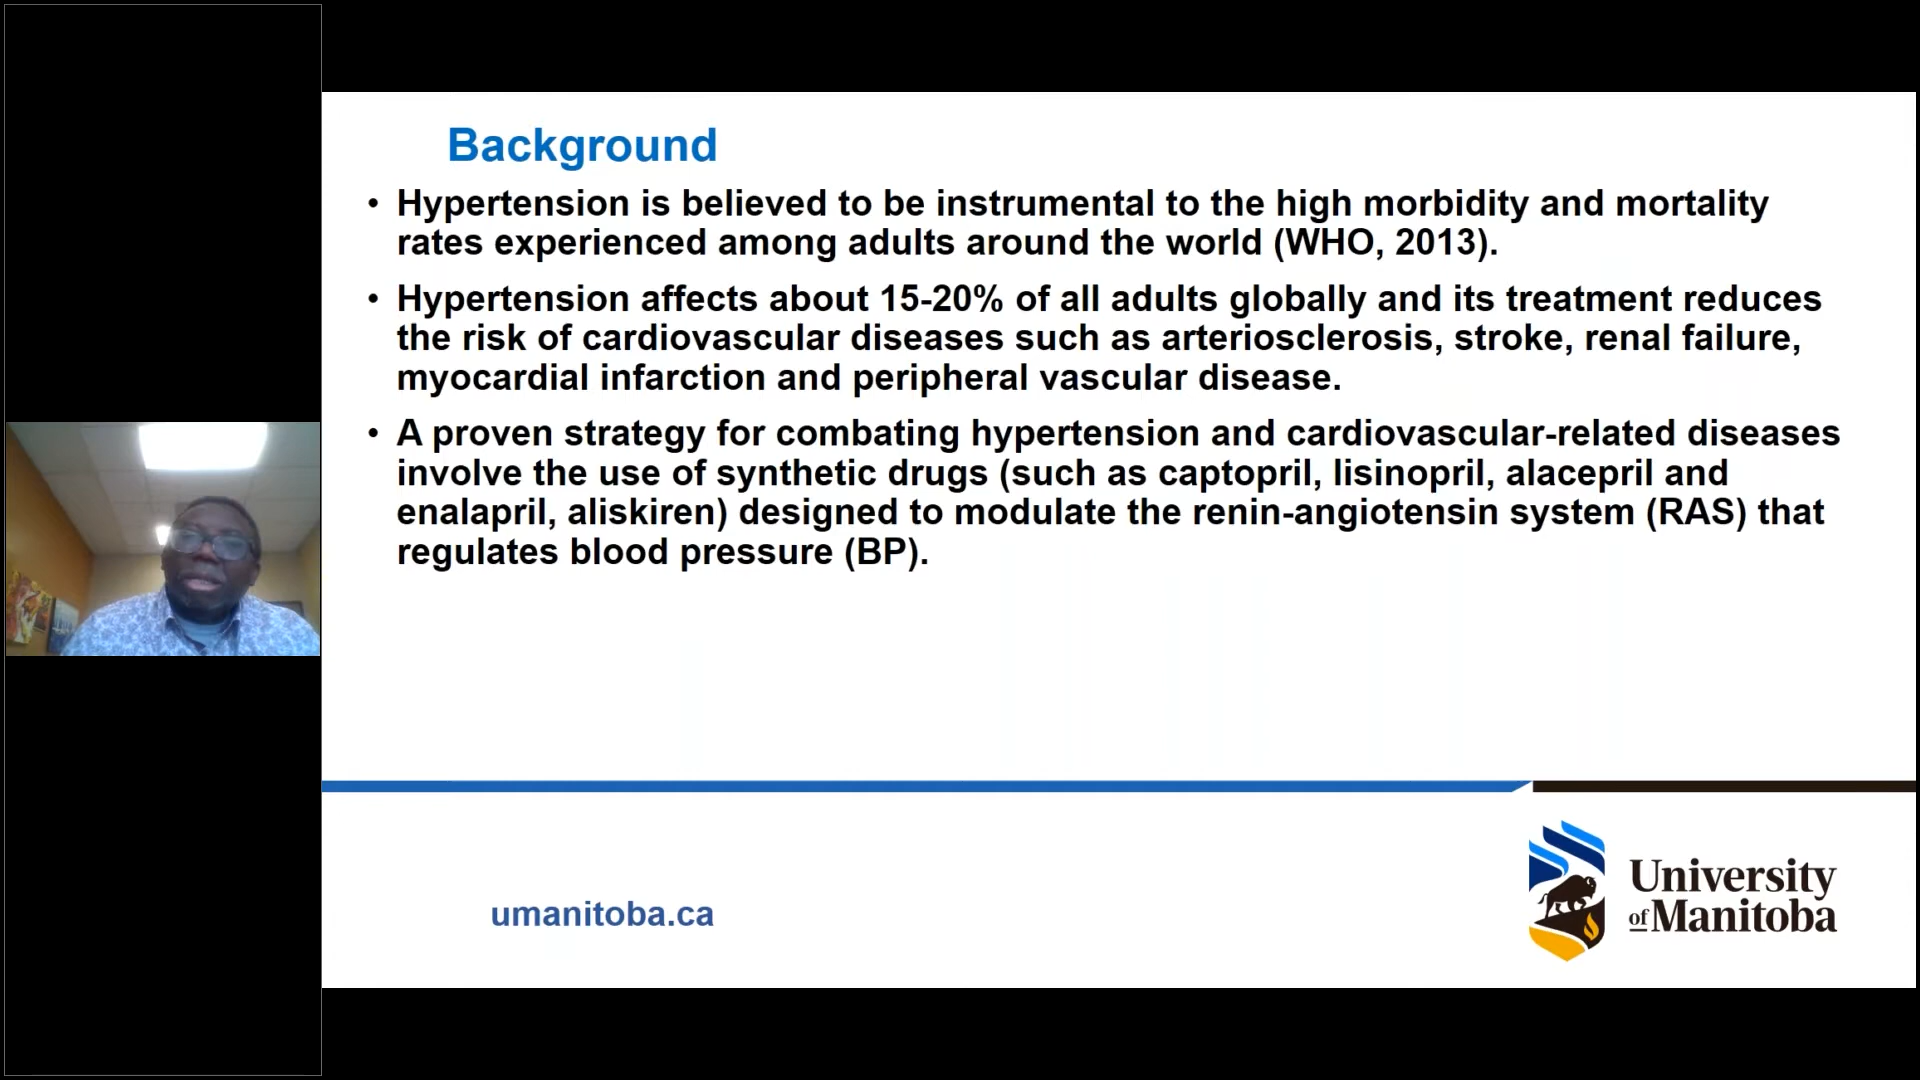 Background
• Hypertension is believed to be instrumental to the high morbidity and mortality
rates experienced among adults around the world (WHO, 2013).
• Hypertension affects about 15-20% of all adults globally and its treatment reduces
the risk of cardiovascular diseases such as arteriosclerosis, stroke, renal failure,
myocardial infarction and peripheral vascular disease.
• A proven strategy for combating hypertension and cardiovascular-related diseases
involve the use of synthetic drugs (such as captopril, lisinopril, alacepril and
enalapril, aliskiren) designed to modulate the renin-angiotensin system (RAS) that
regulates blood pressure (BP).
umanitoba.ca
University
of Manitoba